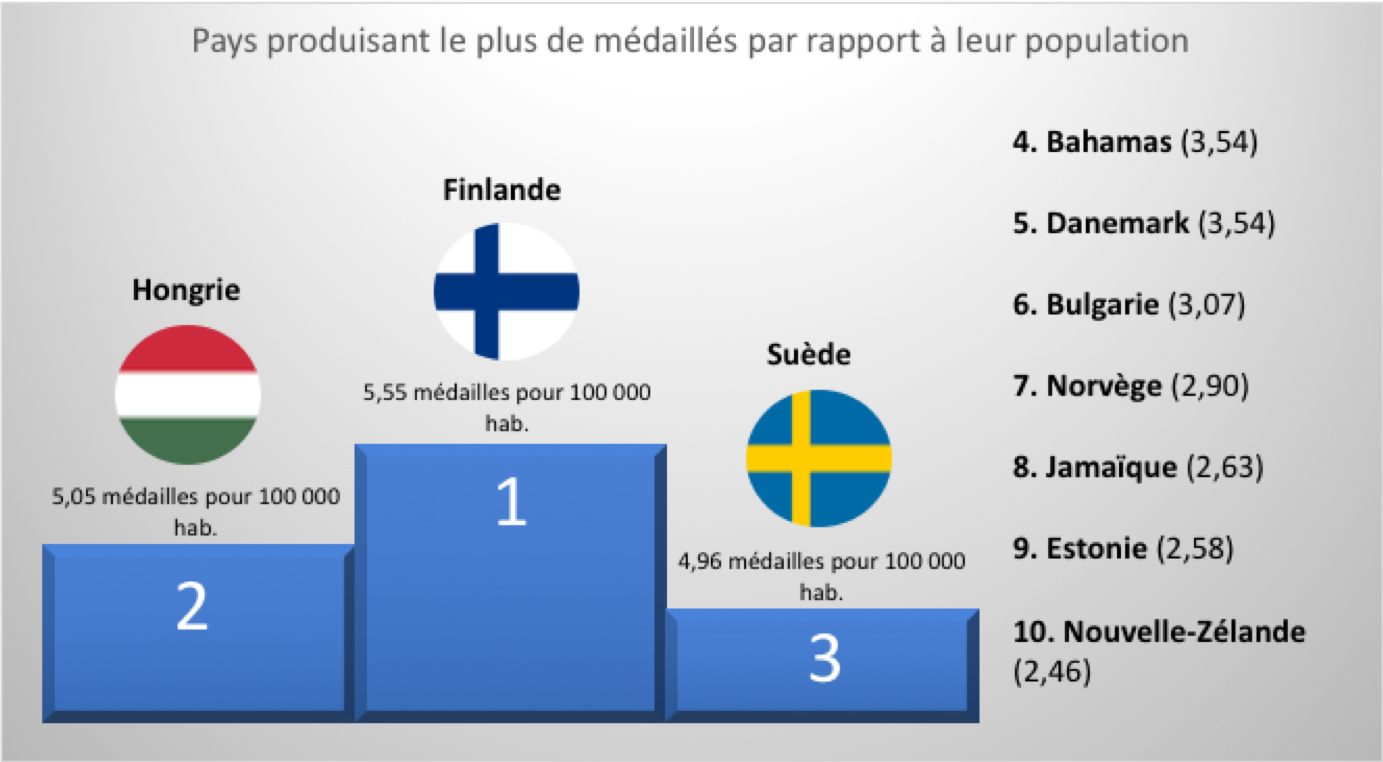 Pays produisant le plus de médaillés par rapport à leur population
Finlande
5,55 médailles pour 100 000
hab.
1
Hongrie
5,05 médailles pour 100 000
hab.
2
Suède
4,96 médailles pour 100 000
hab.
3
4. Bahamas (3,54)
5. Danemark (3,54)
6. Bulgarie (3,07)
7. Norvège (2,90)
8. Jamaïque (2,63)
9. Estonie (2,58)
10. Nouvelle-Zélande
(2,46)